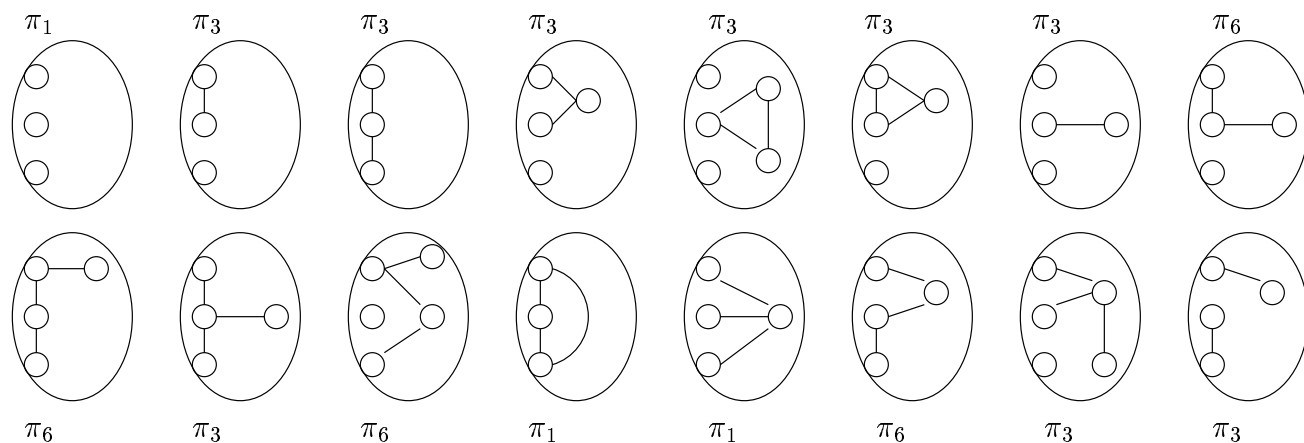 π₁ π₃ π₃ π₃ π₃ π₃ π₃ π₆
π₆ π₃ π₆ π₁ π₁ π₆ π₃ π₃